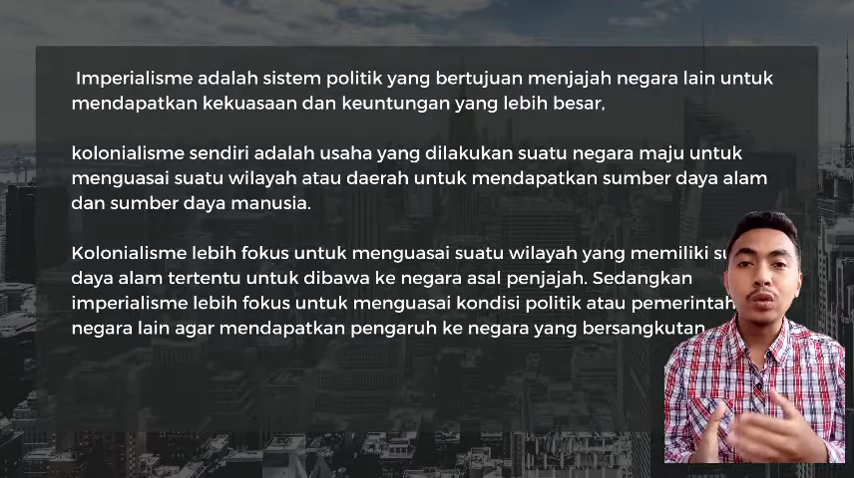 Imperialisme adalah sistem politik yang bertujuan menjajah negara lain untuk
mendapatkan kekuasaan dan keuntungan yang lebih besar,
kolonialisme sendiri adalah usaha yang dilakukan suatu negara maju untuk
menguasai suatu wilayah atau daerah untuk mendapatkan sumber daya alam
dan sumber daya manusia.
Kolonialisme lebih fokus untuk menguasai suatu wilayah yang memiliki
daya alam tertentu untuk dibawa ke negara asal penjajah. Sedangkan
imperialisme lebih fokus untuk menguasai kondisi politik atau pemerintah
negara lain agar mendapatkan pengaruh ke negara yang bersangkutan